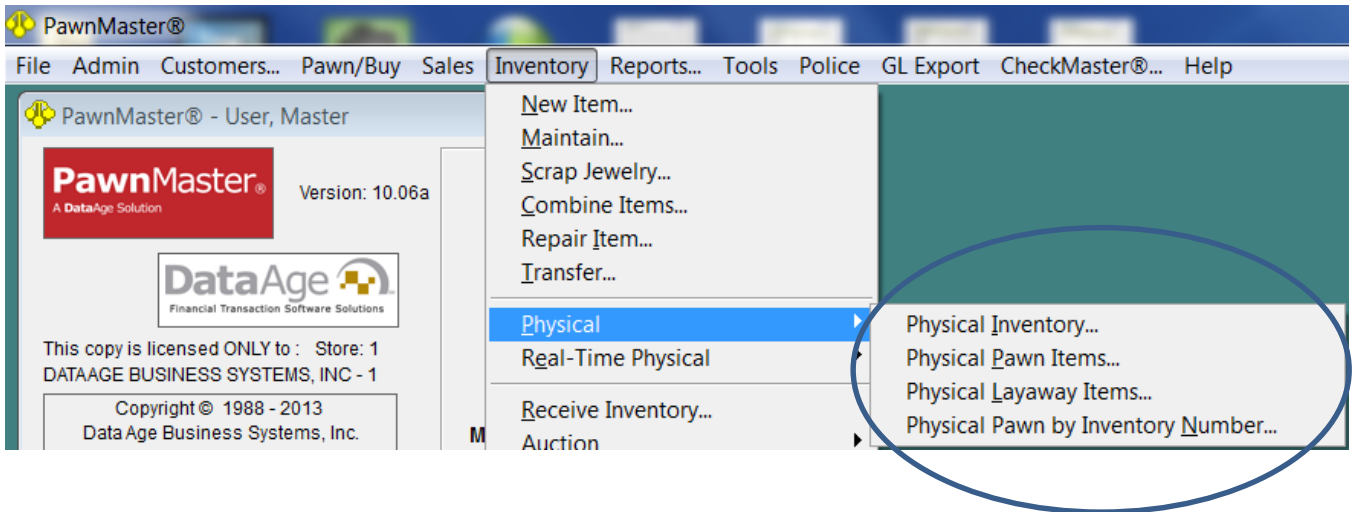 PawnMaster®
File Admin Customers... Pawn/Buy Sales Inventory Reports... Tools Police GL Export CheckMaster®... Help
PawnMaster® - User, Master
PawnMaster®
A DataAge Solution
Version: 10.06a
DataAge
Financial Transaction Software Solutions
This copy is licensed ONLY to : Store: 1
DATAAGE BUSINESS SYSTEMS, INC - 1
Copyright © 1988 - 2013
Data Age Business Systems, Inc.
M
New Item...
Maintain...
Scrap Jewelry...
Combine Items...
Repair Item...
Transfer...
Physical
Real-Time Physical
Receive Inventory...
Auction
Physical Inventory...
Physical Pawn Items...
Physical Layaway Items...
Physical Pawn by Inventory Number...